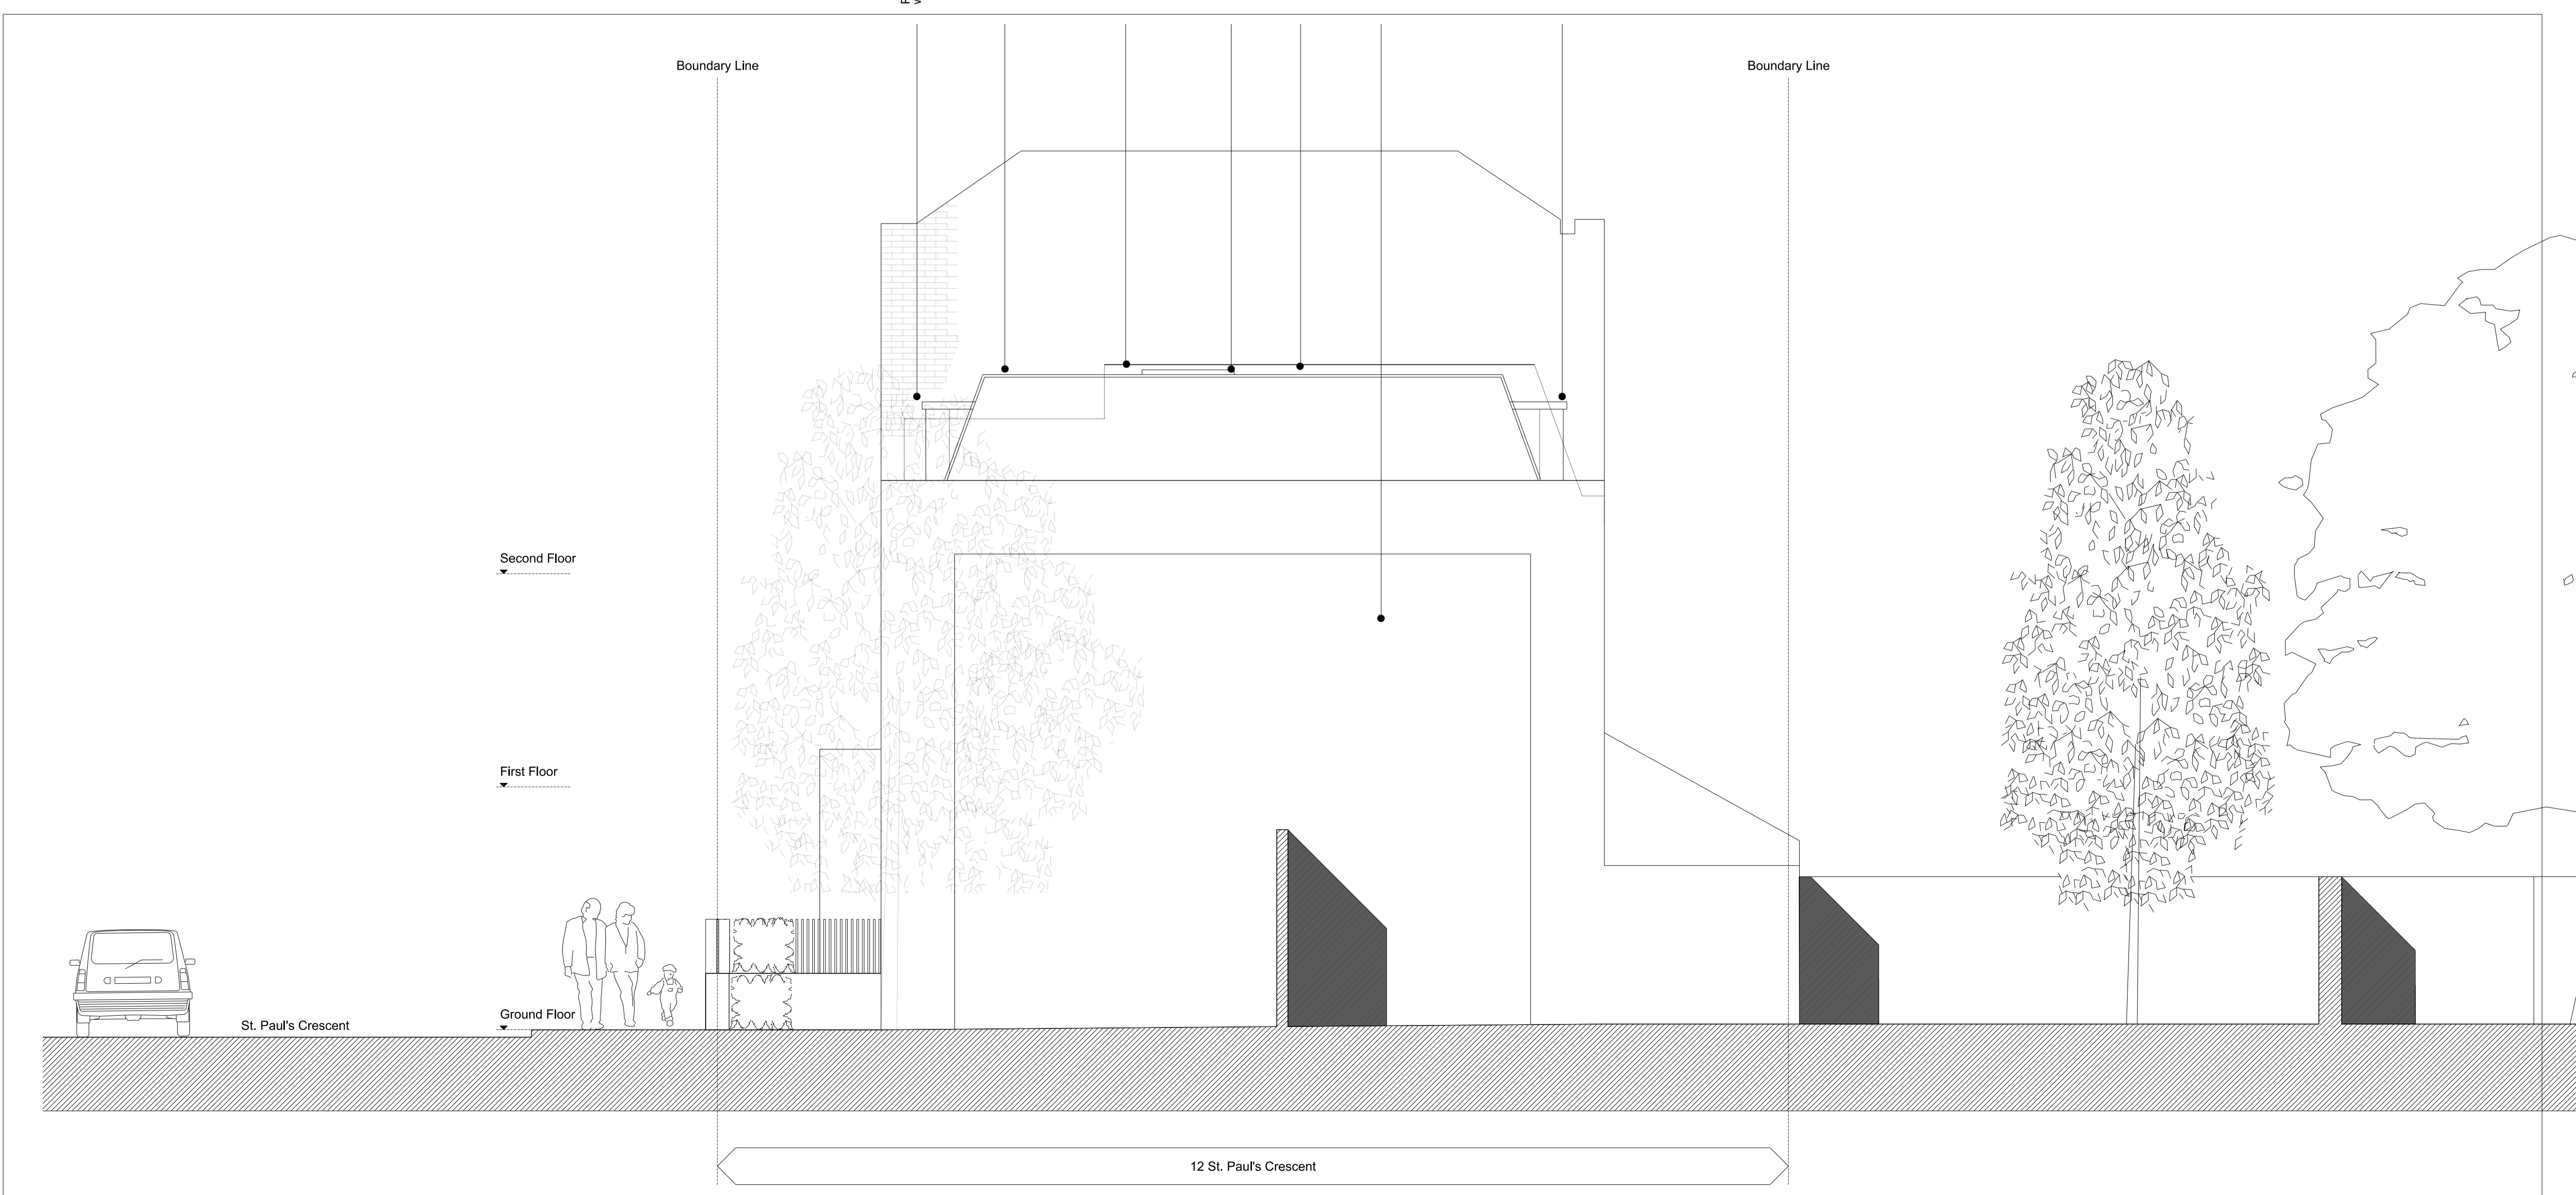 Boundary Line
Boundary Line
Second Floor
First Floor
Ground Floor
St. Paul's Crescent
12 St. Paul's Crescent